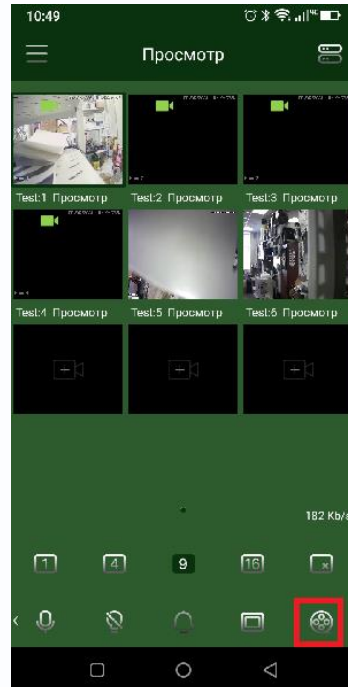 10:49
Просмотр
Test:1 Просмотр
Test:2 Просмотр
Test:3 Просмотр
Test:4 Просмотр
Test:5 Просмотр
Test:6 Просмотр
182 Kb/s
1
4
9
16